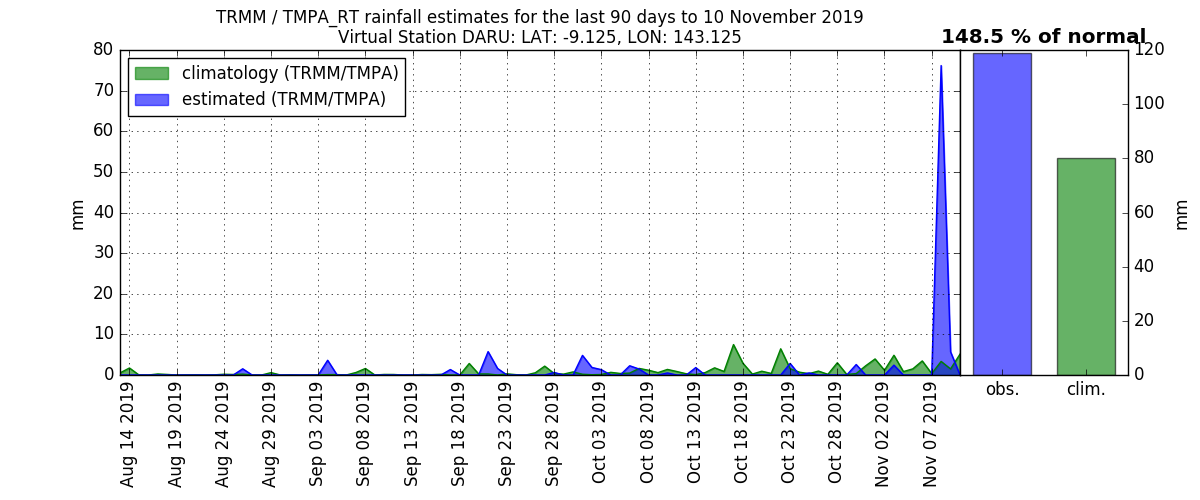 TRMM / TMPA_RT rainfall estimates for the last 90 days to 10 November 2019
Virtual Station DARU: LAT: -9.125, LON: 143.125
148.5 % of normal
climatology (TRMM/TMPA)
estimated (TRMM/TMPA)
80
70
60
50
40
30
20
10
0
mm
Aug 14 2019
Aug 19 2019
Aug 24 2019
Aug 29 2019
Sep 03 2019
Sep 08 2019
Sep 13 2019
Sep 18 2019
Sep 23 2019
Sep 28 2019
Oct 03 2019
Oct 08 2019
Oct 13 2019
Oct 18 2019
Oct 23 2019
Oct 28 2019
Nov 02 2019
Nov 07 2019
120
100
80
60
40
20
0
mm
obs.
clim.